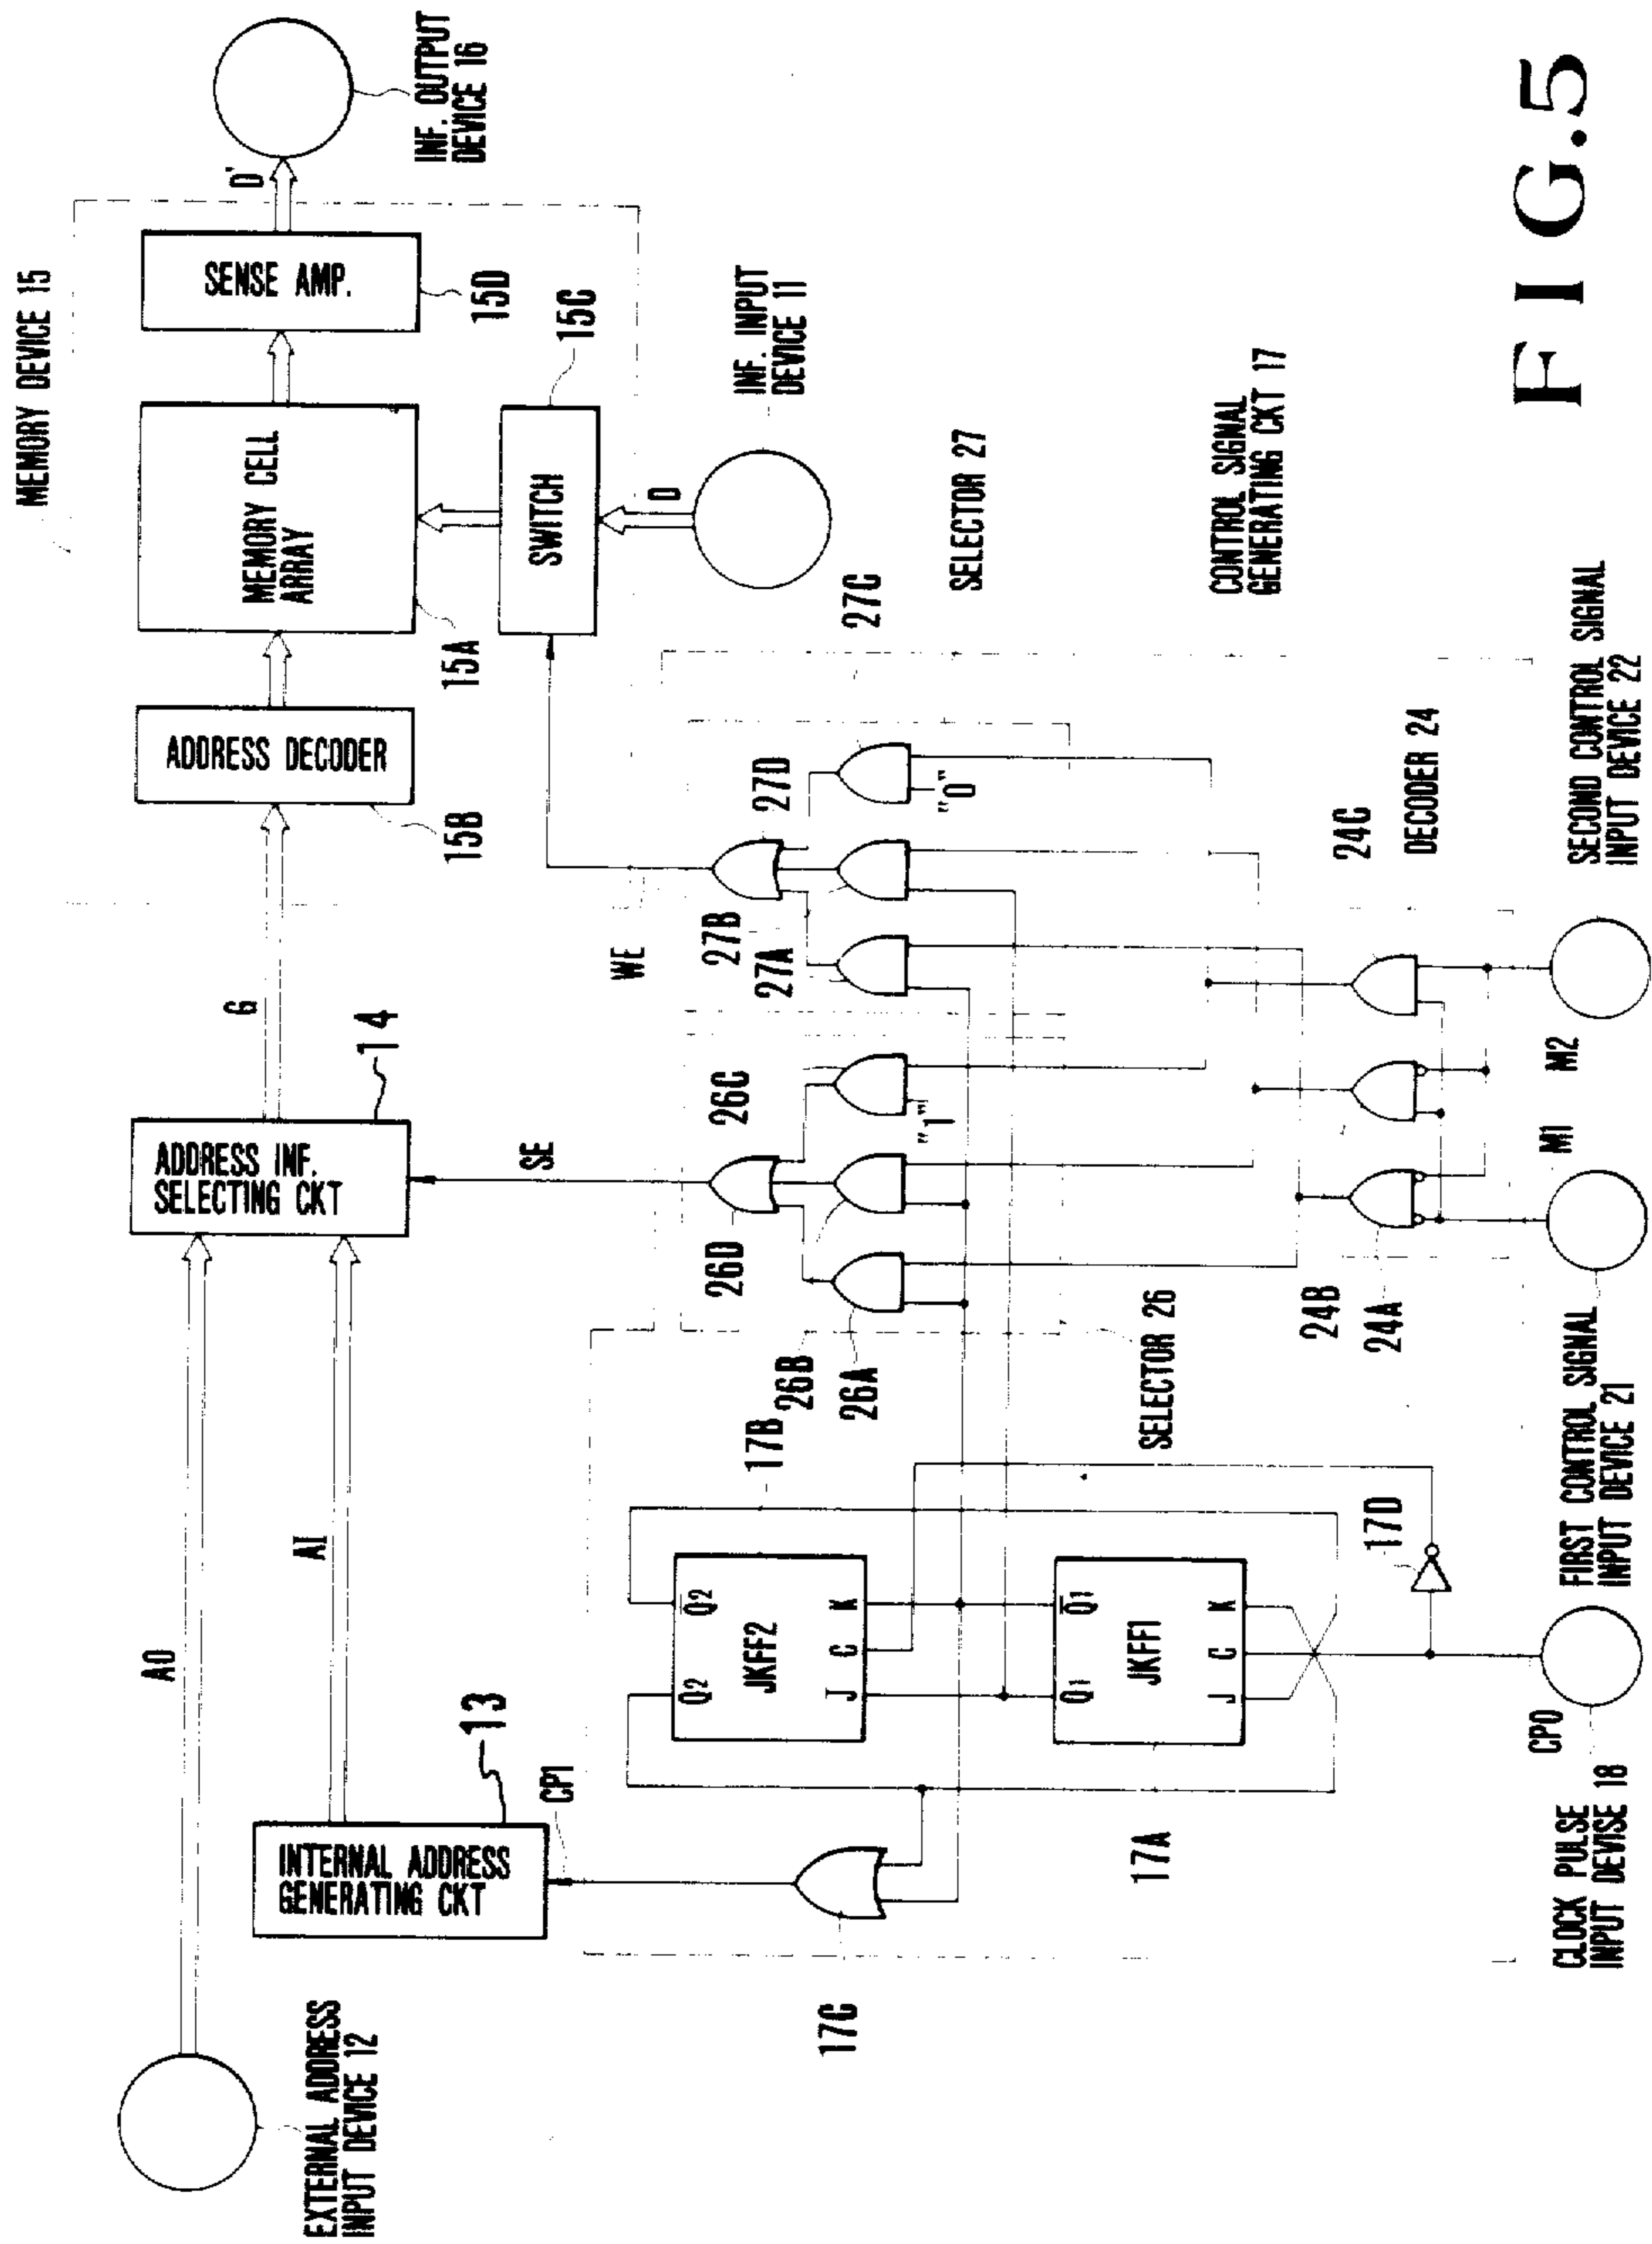 MEMORY DEVICE 15
EXTERNAL ADDRESS
INPUT DEVICE 12
A0
AI
INTERNAL ADDRESS
GENERATING CKT
13
CP1
ADDRESS INF.
SELECTING CKT
14
G
SE
WE
ADDRESS DECODER
15B
MEMORY CELL
ARRAY
15A
SENSE AMP.
15D
D'
INF. OUTPUT
DEVICE 16
SWITCH
15C
D
INF. INPUT
DEVICE 11
17C
17B
Q2
Q̅2
JKFF2
J
C
K
Q1
Q̅1
JKFF1
J
C
K
17A
17D
26D
26C
26B
26A
"1"
SELECTOR 26
27D
27C
27B
27A
"0"
SELECTOR 27
CONTROL SIGNAL
GENERATING CKT 17
24C
24B
24A
DECODER 24
CP0
CLOCK PULSE
INPUT DEVISE 18
M1
FIRST CONTROL SIGNAL
INPUT DEVICE 21
M2
SECOND CONTROL SIGNAL
INPUT DEVICE 22
FIG.5